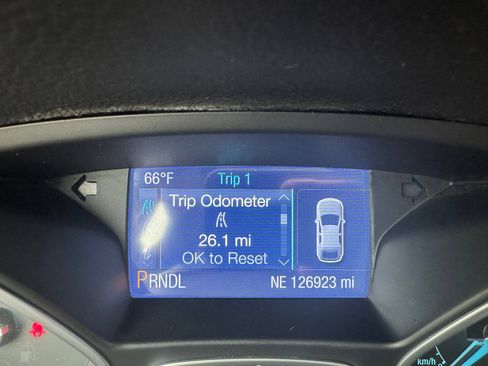 66°F Trip 1
Trip Odometer
26.1 mi
OK to Reset
PRNDL NE 126923 mi
km/h